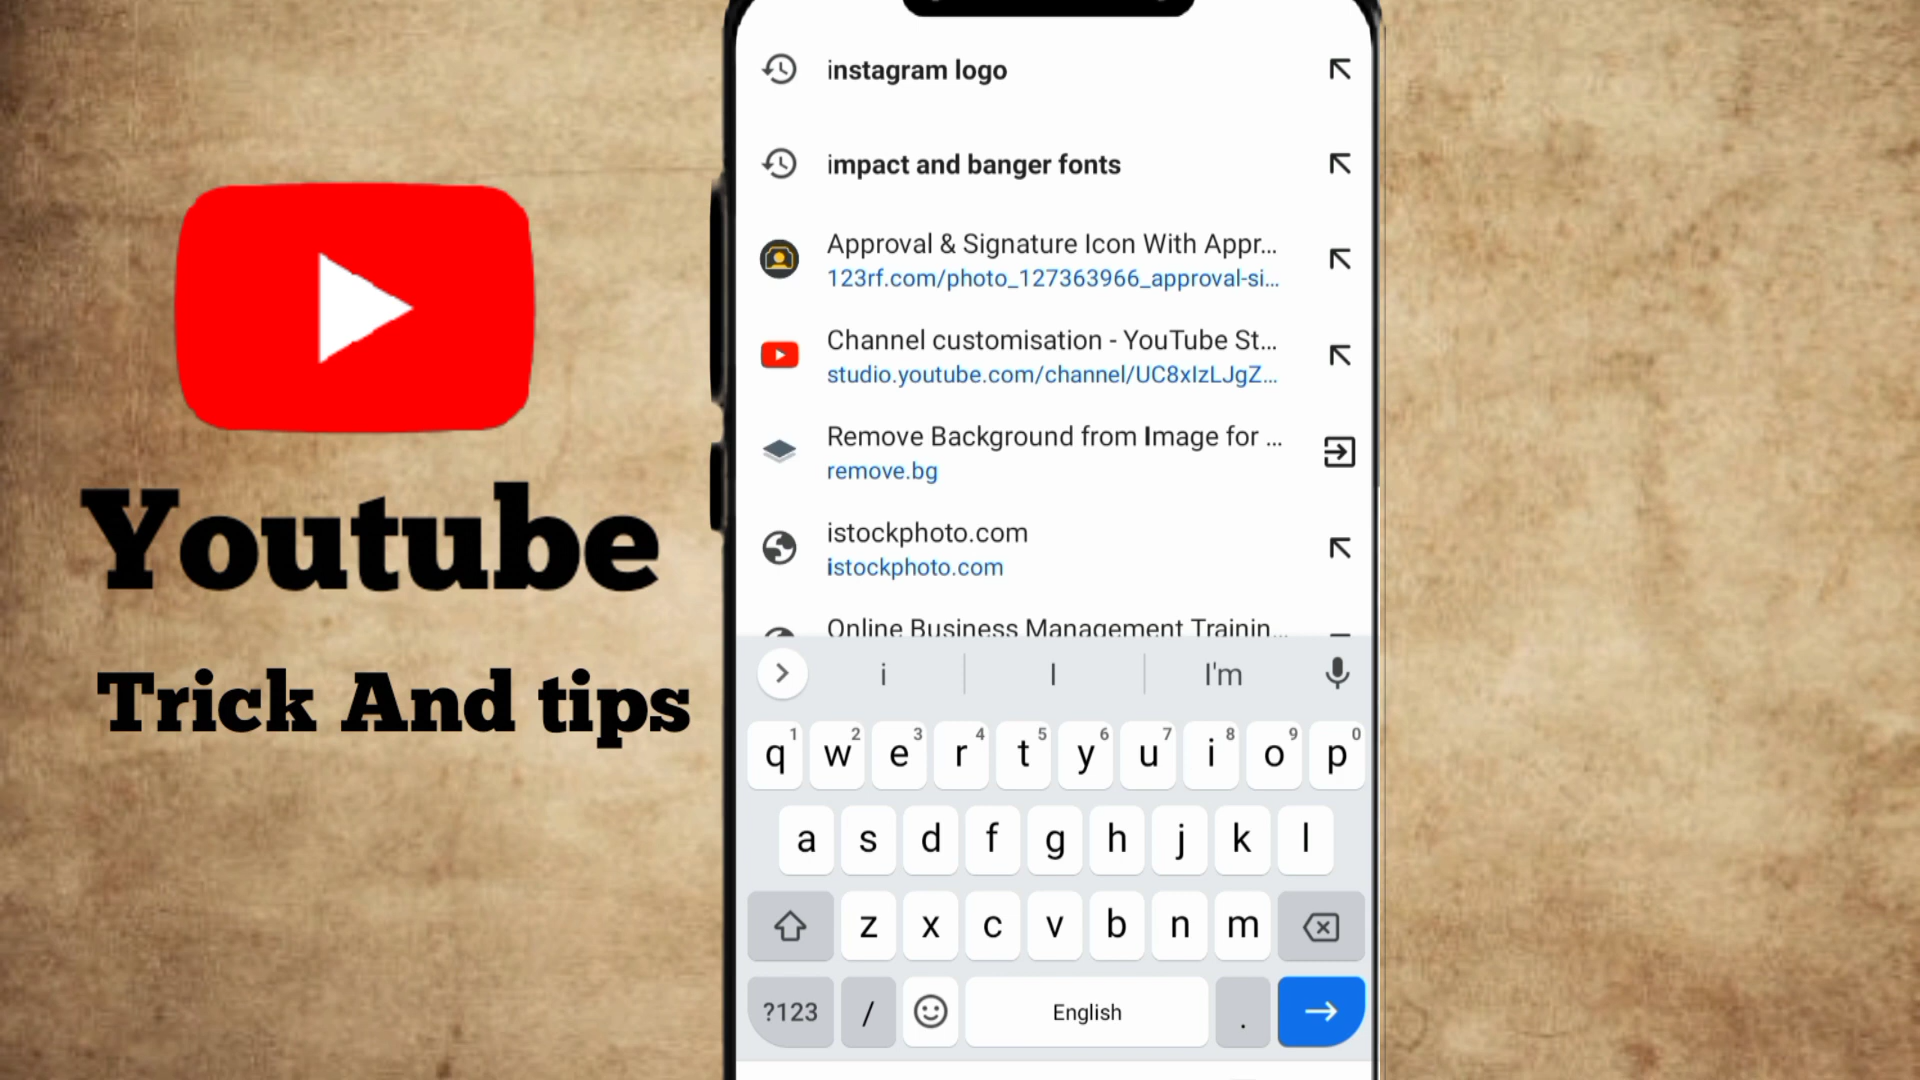 Youtube
Trick And tips
instagram logo
impact and banger fonts
Approval & Signature Icon With Appr...
123rf.com/photo_127363966_approval-si...
Channel customisation - YouTube St...
studio.youtube.com/channel/UC8xIzLJgZ...
Remove Background from Image for ...
remove.bg
istockphoto.com
istockphoto.com
Online Business Management Trainin...
i I I'm
1 2 3 4 5 6 7 8 9 0
q w e r t y u i o p
a s d f g h j k l
z x c v b n m
?123 / English .